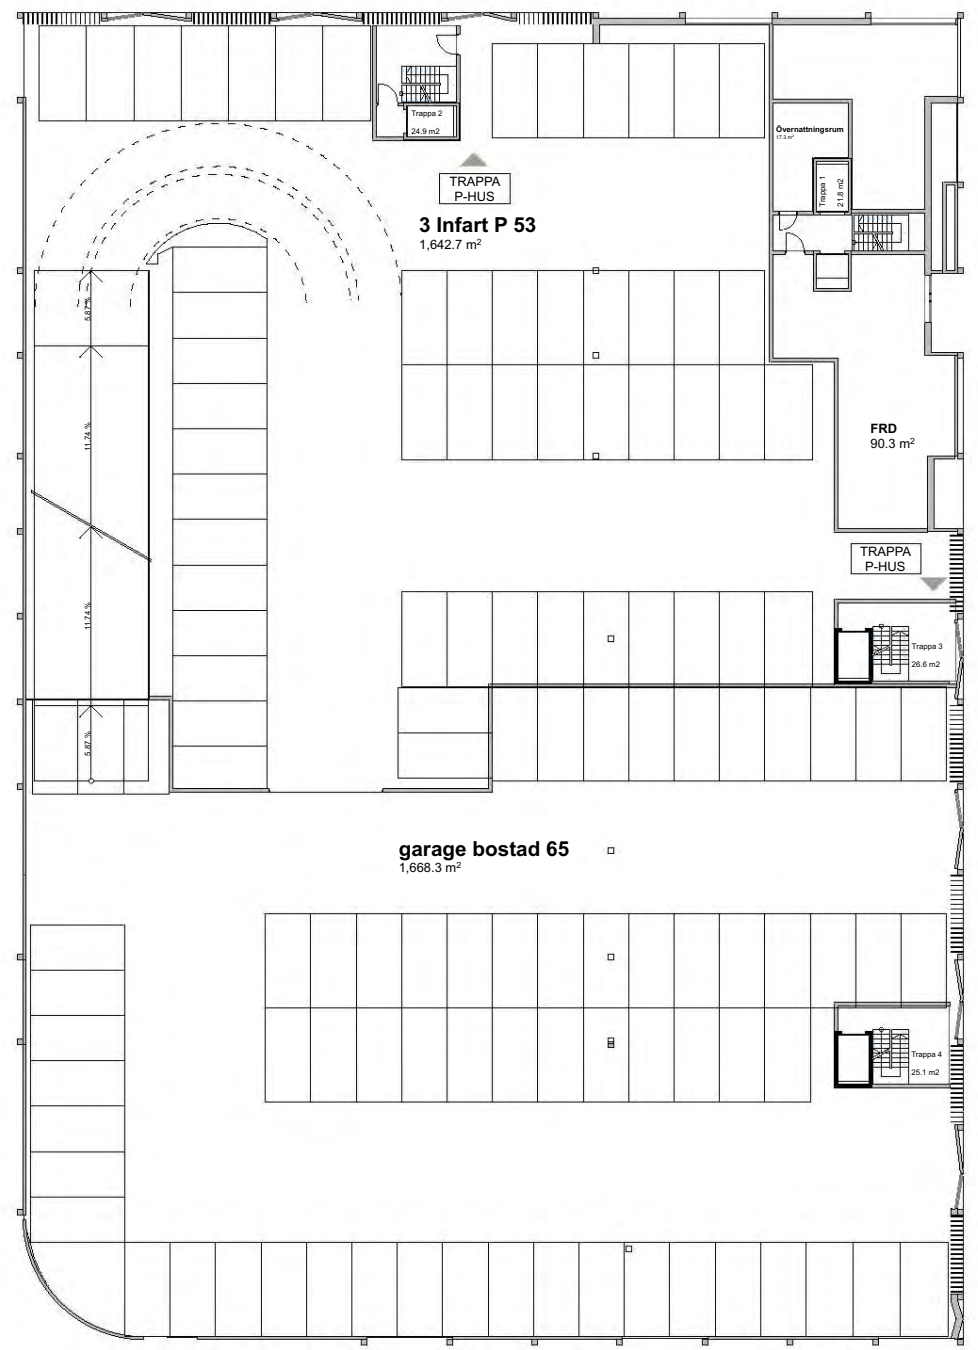 Trappa 2
24.9 m2
Övernattningsrum
17.3 m²
TRAPPA
P-HUS
Trappa 1
21.8 m2
3 Infart P 53
1,642.7 m²
5.87 %
11.74 %
FRD
90.3 m²
TRAPPA
P-HUS
11.74 %
Trappa 3
26.6 m2
5.87 %
garage bostad 65
1,668.3 m²
Trappa 4
25.1 m2